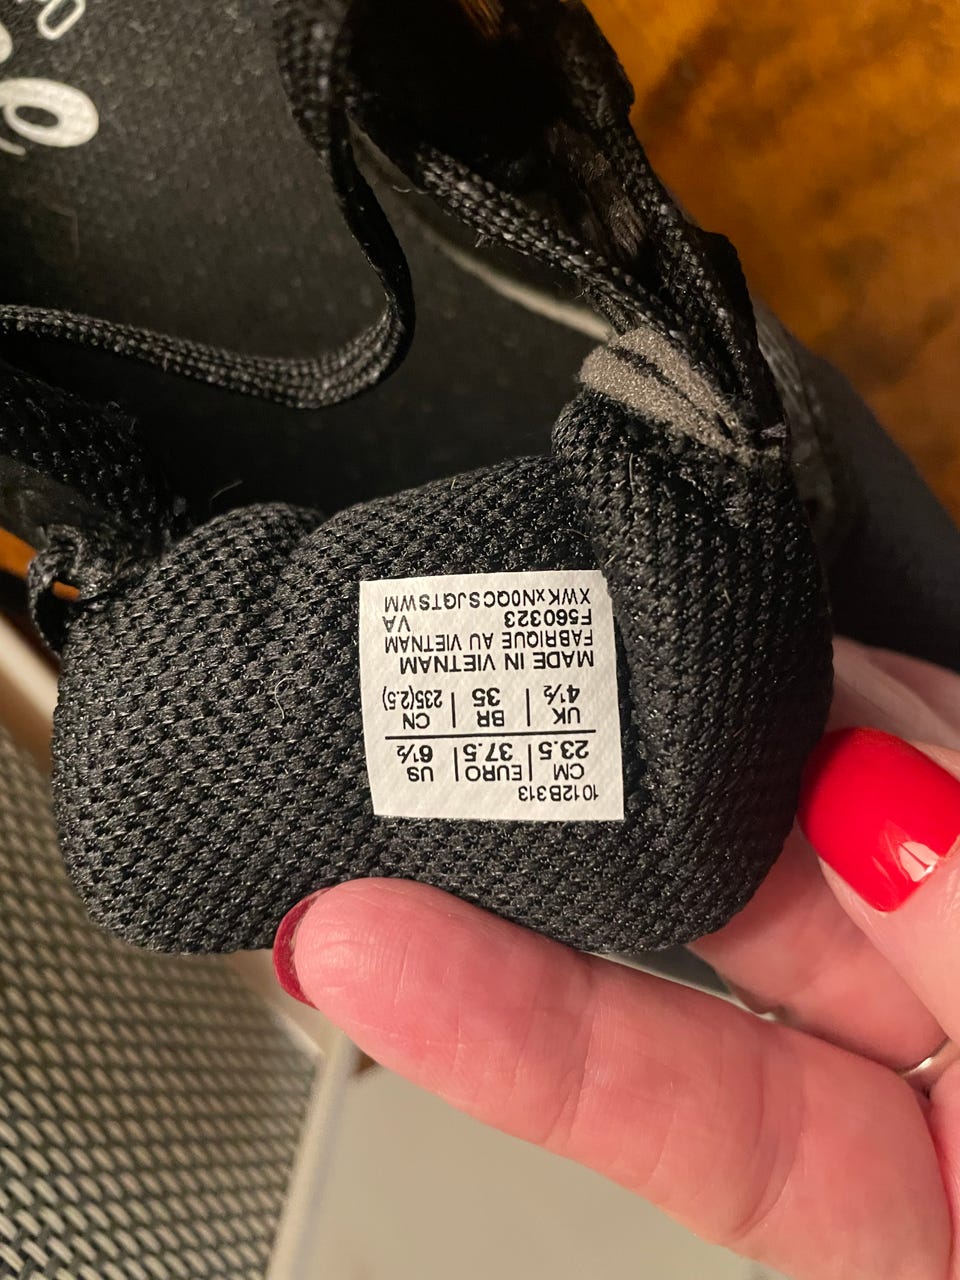 1012B313
CM | EURO | US
23.5 | 37.5 | 6½
UK | BR | CN
4½ | 35 | 235(2.5)
MADE IN VIETNAM
FABRIQUE AU VIETNAM
F560323 VA
XWKxN0QCSJQTSWM